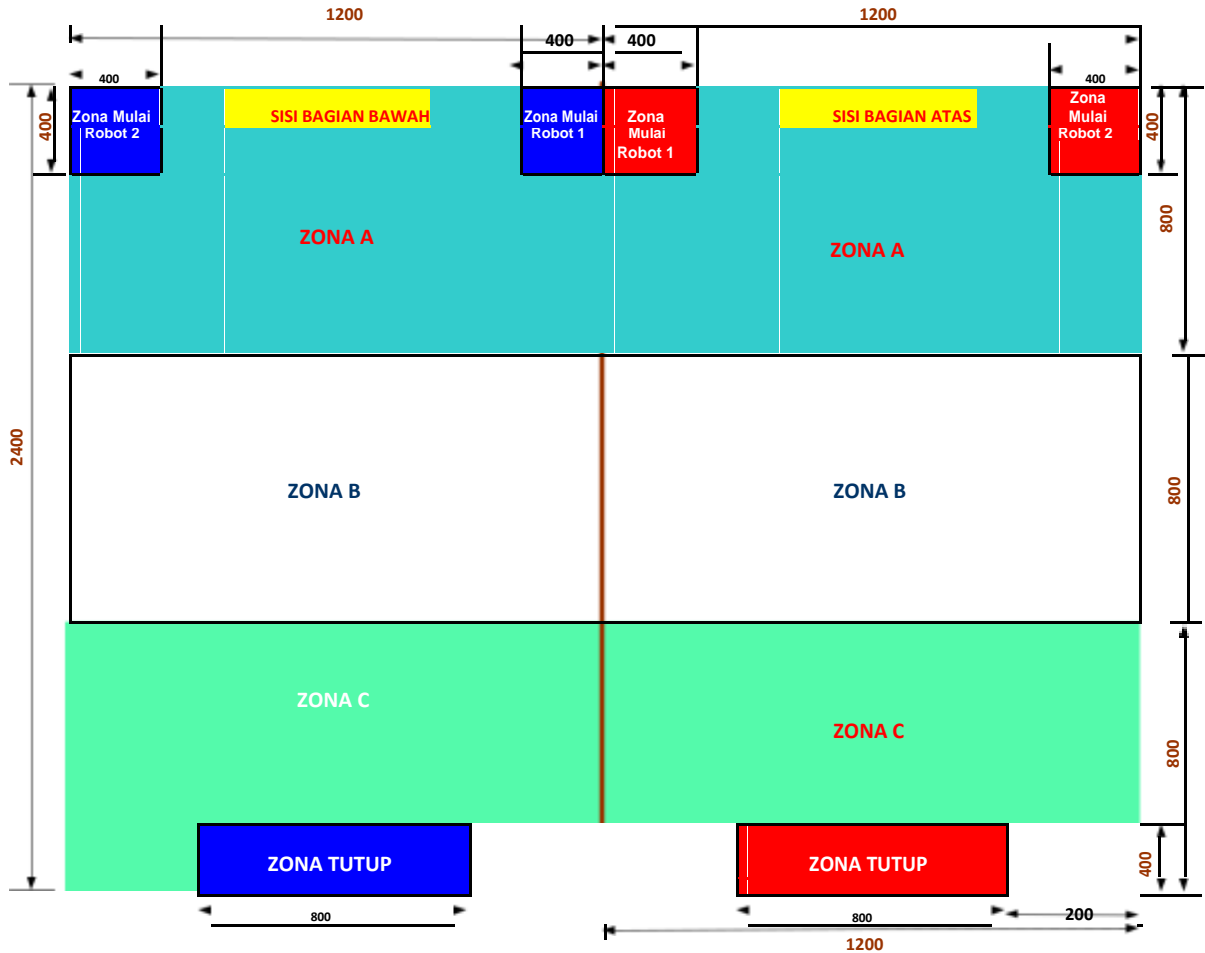 1200
1200
400
400
400
400
Zona Mulai
Robot 2
SISI BAGIAN BAWAH
Zona Mulai
Robot 1
Zona
Mulai
Robot 1
SISI BAGIAN ATAS
Zona
Mulai
Robot 2
400
400
800
ZONA A
ZONA A
2400
ZONA B
ZONA B
800
ZONA C
ZONA C
800
ZONA TUTUP
ZONA TUTUP
400
800
800
200
1200